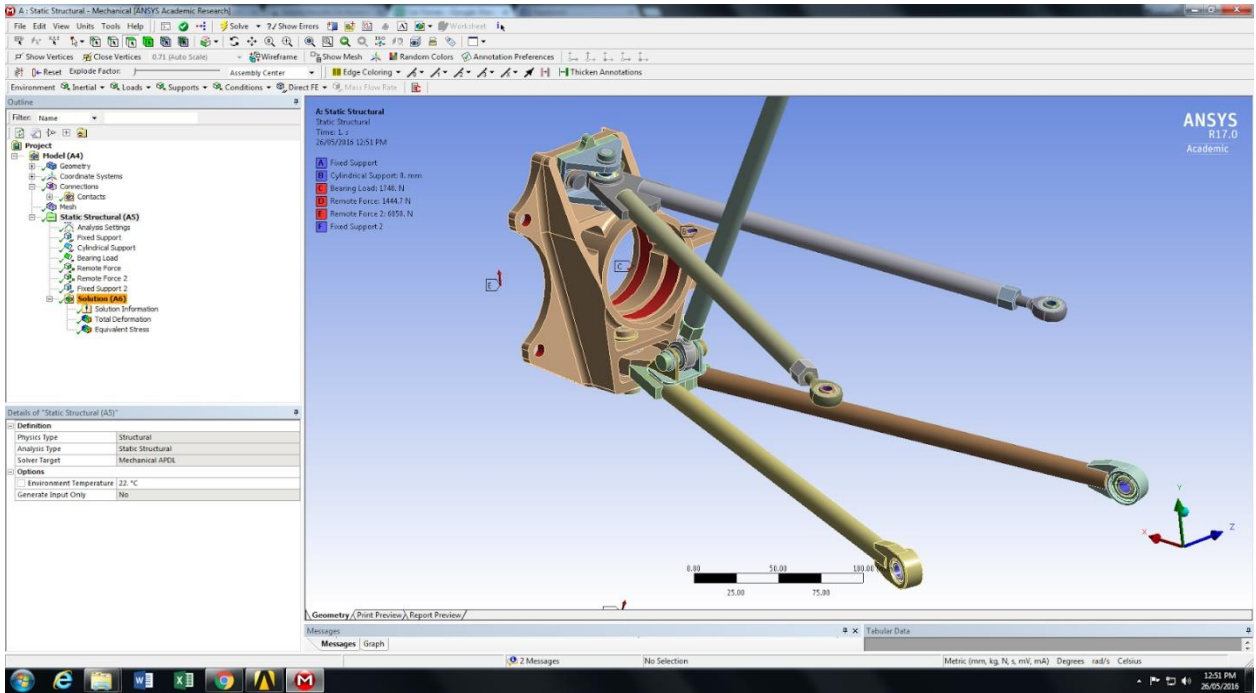 A : Static Structural - Mechanical [ANSYS Academic Research]
File Edit View Units Tools Help Solve ?/ Show Errors Worksheet
Show Vertices Close Vertices 0.71 (Auto Scale) Wireframe Show Mesh Random Colors Annotation Preferences
Reset Explode Factor: Assembly Center Edge Coloring Thicken Annotations
Environment Inertial Loads Supports Conditions Direct FE Mass Flow Rate
Outline
Filter: Name
Project
Model (A4)
Geometry
Coordinate Systems
Connections
Contacts
Mesh
Static Structural (A5)
Analysis Settings
Fixed Support
Cylindrical Support
Bearing Load
Remote Force
Remote Force 2
Fixed Support 2
Solution (A6)
Solution Information
Total Deformation
Equivalent Stress
Details of "Static Structural (A5)"
Definition
Physics Type Structural
Analysis Type Static Structural
Solver Target Mechanical APDL
Options
Environment Temperature 22. °C
Generate Input Only No
A: Static Structural
Static Structural
Time: 1. s
26/05/2016 12:51 PM
A Fixed Support
B Cylindrical Support: 0. mm
C Bearing Load: 1740. N
D Remote Force: 1444.7 N
E Remote Force 2: 6050. N
F Fixed Support 2
ANSYS
R17.0
Academic
C
E
Y
X Z
0.00 50.00 100.00
25.00 75.00
Geometry Print Preview Report Preview
Messages
Messages Graph
Tabular Data
2 Messages No Selection Metric (mm, kg, N, s, mV, mA) Degrees rad/s Celsius
12:51 PM
26/05/2016